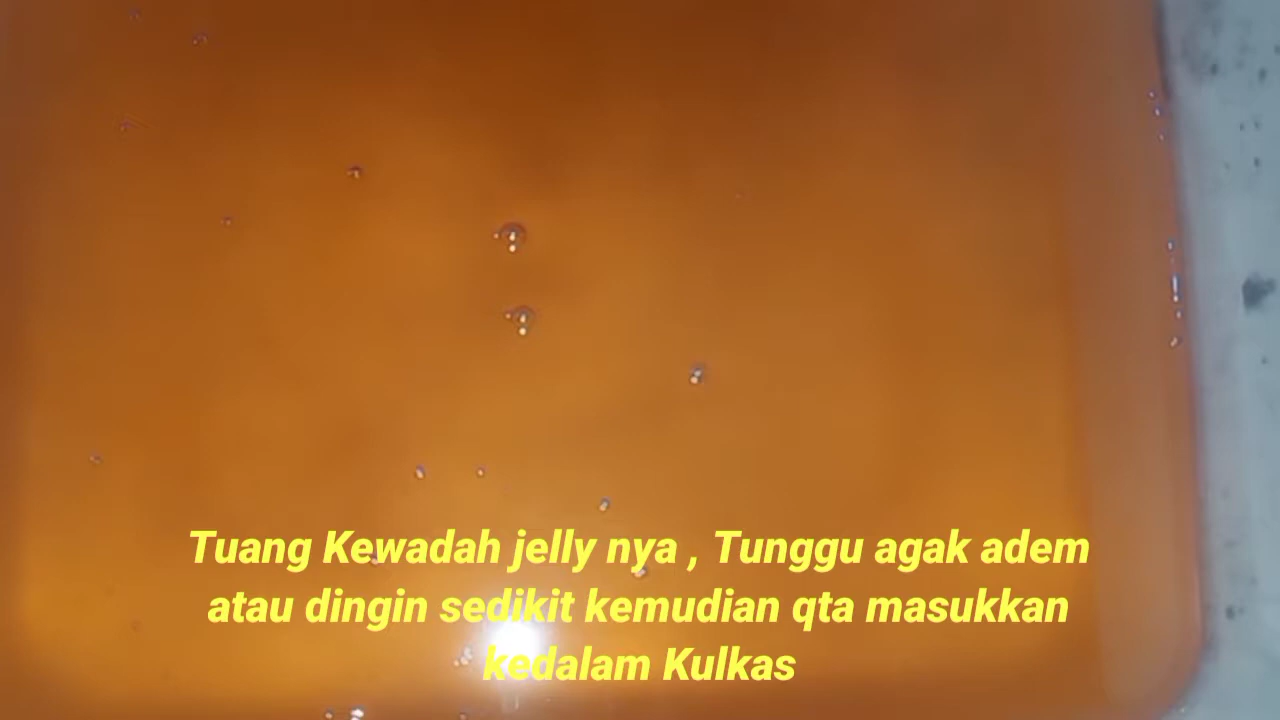 Tuang Kewadah jelly nya , Tunggu agak adem
atau dingin sedikit kemudian qta masukkan
kedalam Kulkas